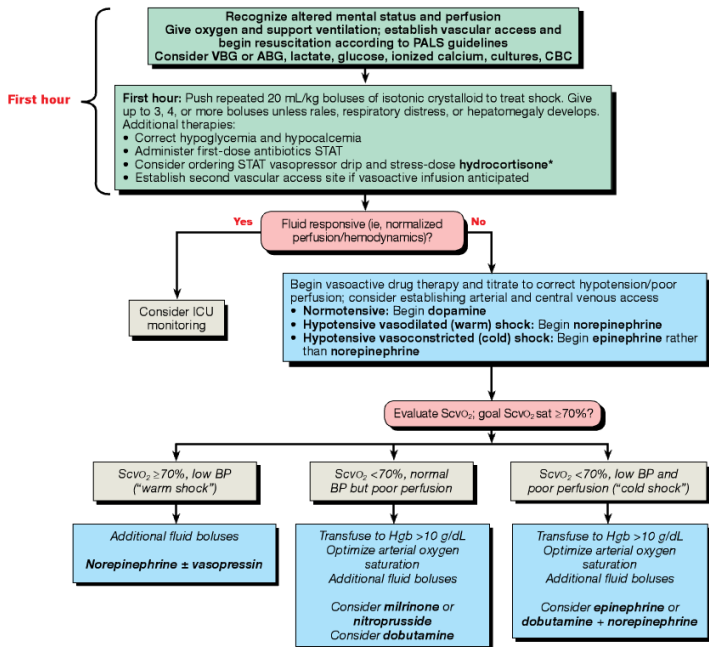 Recognize altered mental status and perfusion
Give oxygen and support ventilation; establish vascular access and
begin resuscitation according to PALS guidelines
Consider VBG or ABG, lactate, glucose, ionized calcium, cultures, CBC
First hour
First hour: Push repeated 20 mL/kg boluses of isotonic crystalloid to treat shock. Give
up to 3, 4, or more boluses unless rales, respiratory distress, or hepatomegaly develops.
Additional therapies:
• Correct hypoglycemia and hypocalcemia
• Administer first-dose antibiotics STAT
• Consider ordering STAT vasopressor drip and stress-dose hydrocortisone*
• Establish second vascular access site if vasoactive infusion anticipated
Yes
Fluid responsive (ie, normalized
perfusion/hemodynamics)?
No
Consider ICU
monitoring
Begin vasoactive drug therapy and titrate to correct hypotension/poor
perfusion; consider establishing arterial and central venous access
• Normotensive: Begin dopamine
• Hypotensive vasodilated (warm) shock: Begin norepinephrine
• Hypotensive vasoconstricted (cold) shock: Begin epinephrine rather
than norepinephrine
Evaluate ScvO2; goal ScvO2 sat ≥70%?
ScvO2 ≥70%, low BP
("warm shock")
ScvO2 <70%, normal
BP but poor perfusion
ScvO2 <70%, low BP and
poor perfusion ("cold shock")
Additional fluid boluses
Norepinephrine ± vasopressin
Transfuse to Hgb >10 g/dL
Optimize arterial oxygen
saturation
Additional fluid boluses
Consider milrinone or
nitroprusside
Consider dobutamine
Transfuse to Hgb >10 g/dL
Optimize arterial oxygen
saturation
Additional fluid boluses
Consider epinephrine or
dobutamine + norepinephrine